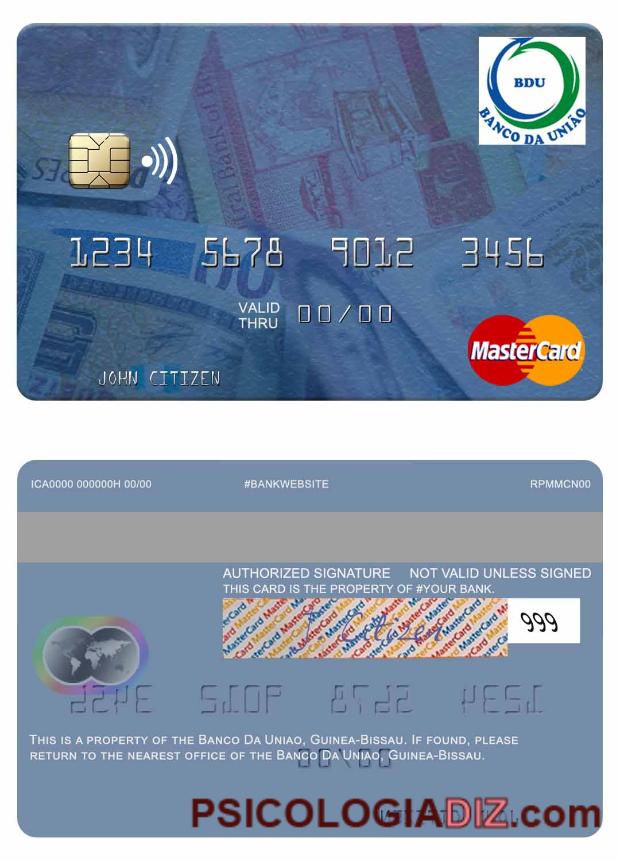 BDU
BANCO DA UNIÃO
1234 5678 9012 3456
VALID
THRU 00/00
JOHN CITIZEN
MasterCard
ICA0000 000000H 00/00 #BANKWEBSITE RPMMCN00
AUTHORIZED SIGNATURE NOT VALID UNLESS SIGNED
THIS CARD IS THE PROPERTY OF #YOUR BANK.
999
THIS IS A PROPERTY OF THE BANCO DA UNIAO, GUINEA-BISSAU. IF FOUND, PLEASE
RETURN TO THE NEAREST OFFICE OF THE BANCO DA UNIAO, GUINEA-BISSAU.
PSICOLOGIADIZ.com